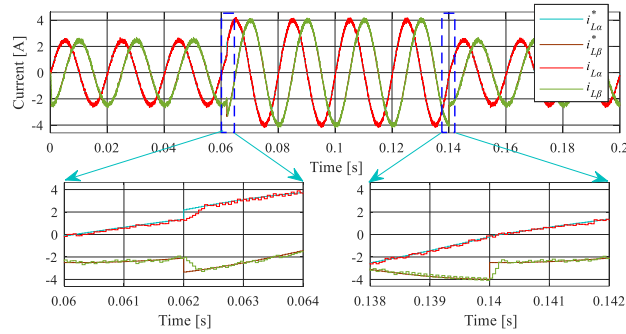 Current [A]
4
2
0
-2
-4
0 0.02 0.04 0.06 0.08 0.1 0.12 0.14 0.16 0.18 0.2
Time [s]
i*Lα
i*Lβ
iLα
iLβ
4
2
0
-2
-4
0.06 0.061 0.062 0.063 0.064
Time [s]
4
2
0
-2
-4
0.138 0.139 0.14 0.141 0.142
Time [s]